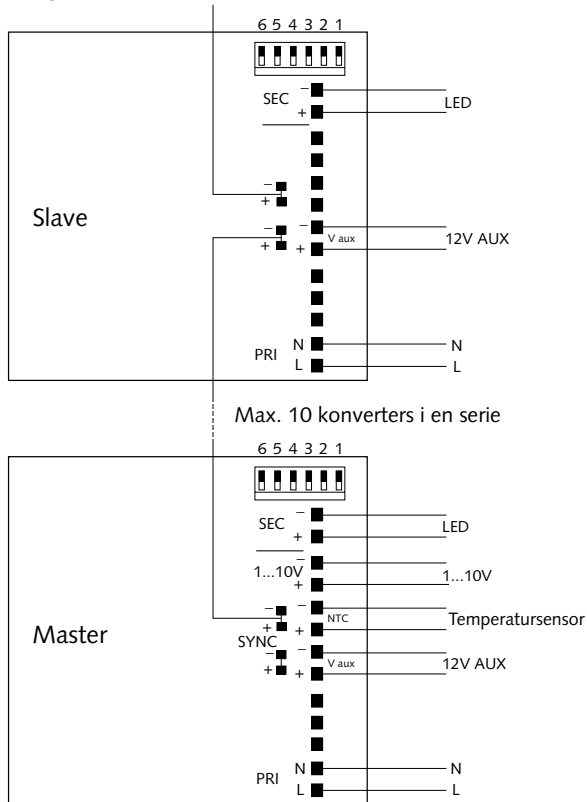 6 5 4 3 2 1
−
SEC
LED
+
−
+
Slave
−
−
V aux
12V AUX
+
+
N
N
PRI
L
L
Max. 10 konverters i en serie
6 5 4 3 2 1
−
SEC
LED
+
−
1...10V
1...10V
+
−
−
NTC
Temperatursensor
+
+
Master
SYNC
−
−
V aux
12V AUX
+
+
N
N
PRI
L
L